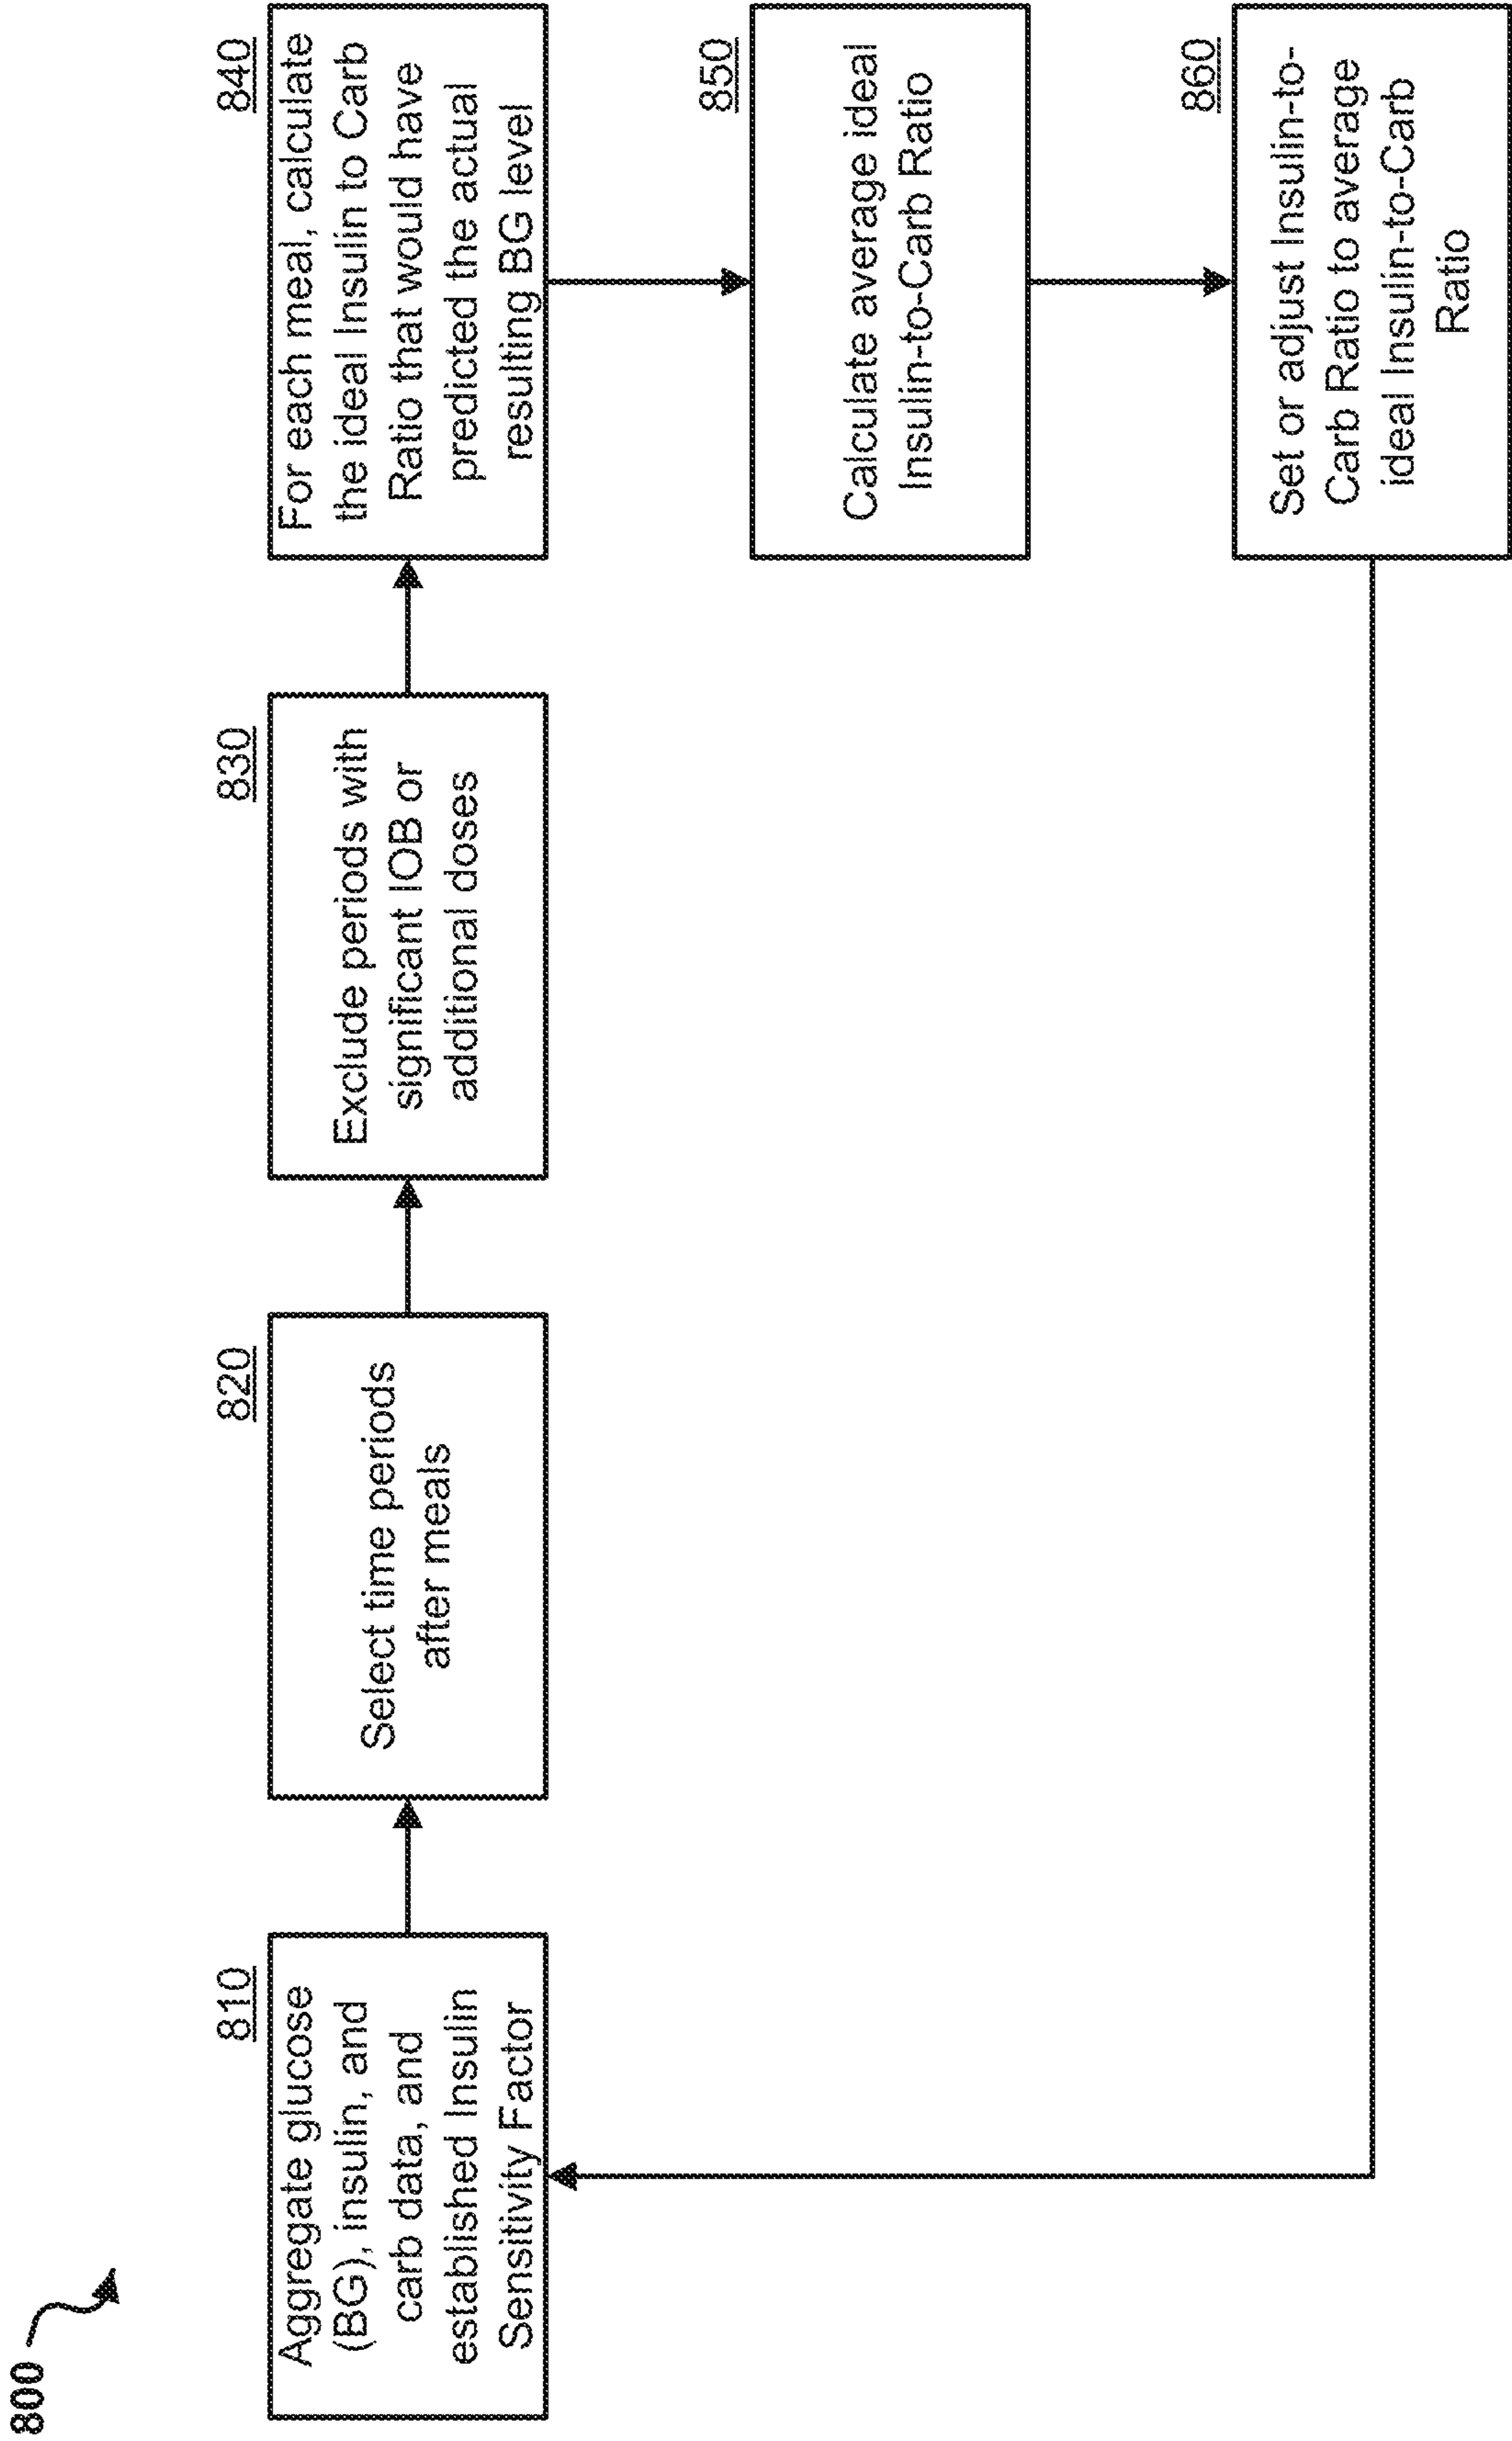 800
810
Aggregate glucose
(BG), insulin, and
carb data, and
established Insulin
Sensitivity Factor
820
Select time periods
after meals
830
Exclude periods with
significant IOB or
additional doses
840
For each meal, calculate
the ideal Insulin to Carb
Ratio that would have
predicted the actual
resulting BG level
850
Calculate average ideal
Insulin-to-Carb Ratio
860
Set or adjust Insulin-to-
Carb Ratio to average
ideal Insulin-to-Carb
Ratio